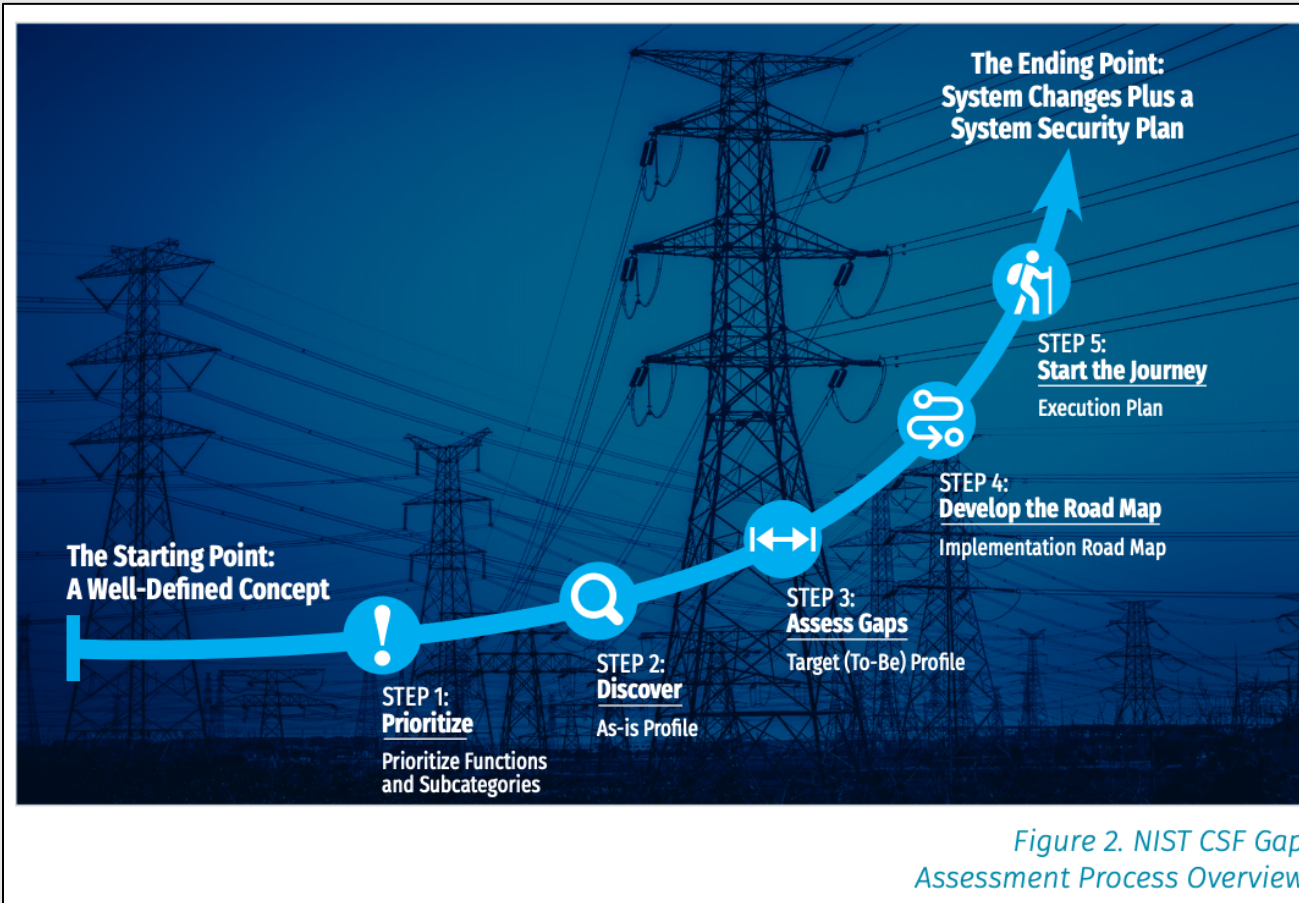 The Starting Point:
A Well-Defined Concept
STEP 1:
Prioritize
Prioritize Functions
and Subcategories
STEP 2:
Discover
As-is Profile
STEP 3:
Assess Gaps
Target (To-Be) Profile
STEP 4:
Develop the Road Map
Implementation Road Map
STEP 5:
Start the Journey
Execution Plan
The Ending Point:
System Changes Plus a
System Security Plan
Figure 2. NIST CSF Gap
Assessment Process Overview